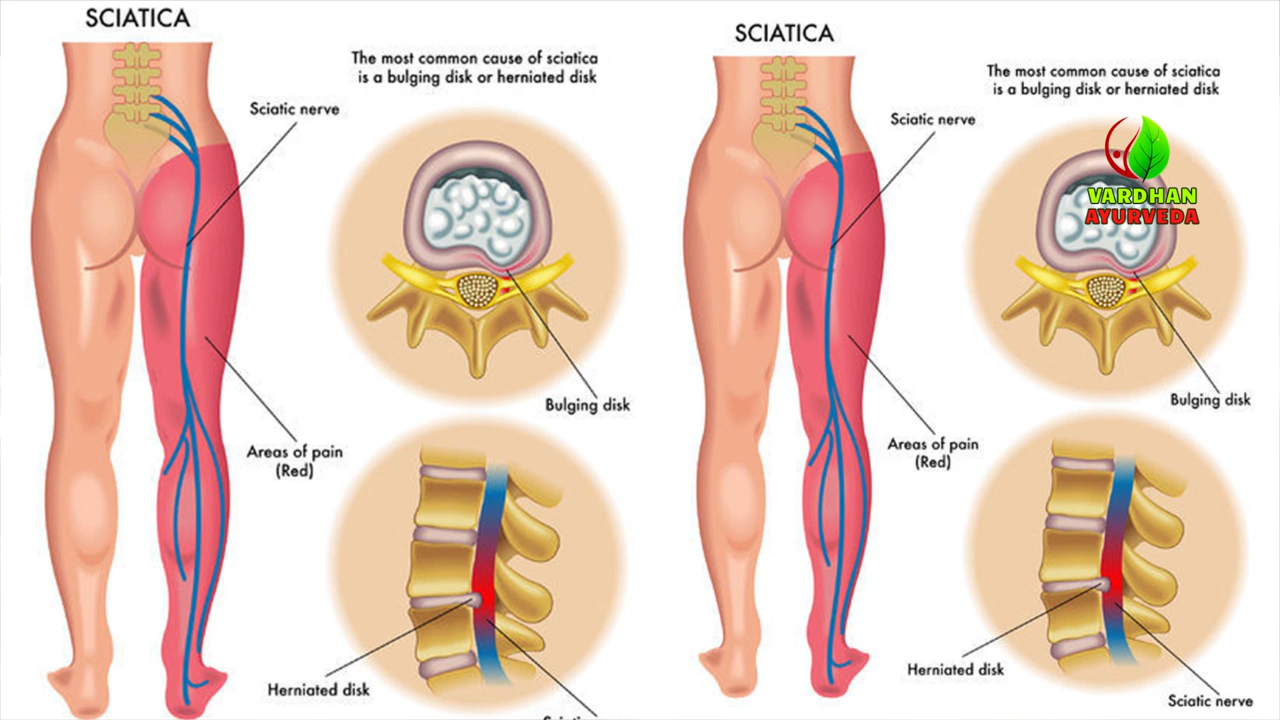 SCIATICA
The most common cause of sciatica
is a bulging disk or herniated disk
Sciatic nerve
Bulging disk
Areas of pain
(Red)
Herniated disk
SCIATICA
The most common cause of sciatica
is a bulging disk or herniated disk
Sciatic nerve
VARDHAN
AYURVEDA
Bulging disk
Areas of pain
(Red)
Herniated disk
Sciatic nerve